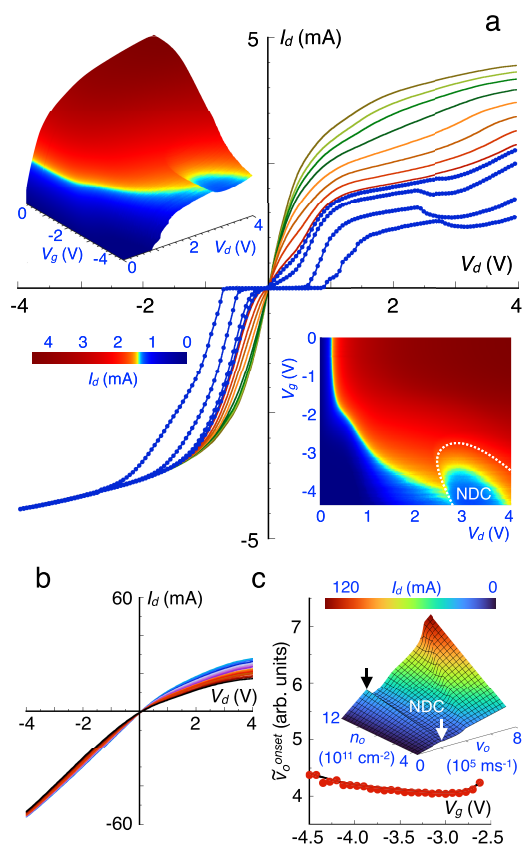 a
5
I_d (mA)
V_d (V)
-4
-2
2
4
-5
0
-2
-4
V_g (V)
0
2
4
V_d (V)
4
3
2
1
0
I_d (mA)
0
-1
-2
-3
-4
V_g (V)
NDC
0
1
2
3
4
V_d (V)
b
60
I_d (mA)
V_d (V)
-4
-2
2
4
-60
c
120
I_d (mA)
0
7
6
5
4
ṽ_o^onset (arb. units)
NDC
12
n_o
4
(10^11 cm^-2)
0
v_o
8
(10^5 ms^-1)
V_g (V)
-4.5
-4.0
-3.5
-3.0
-2.5